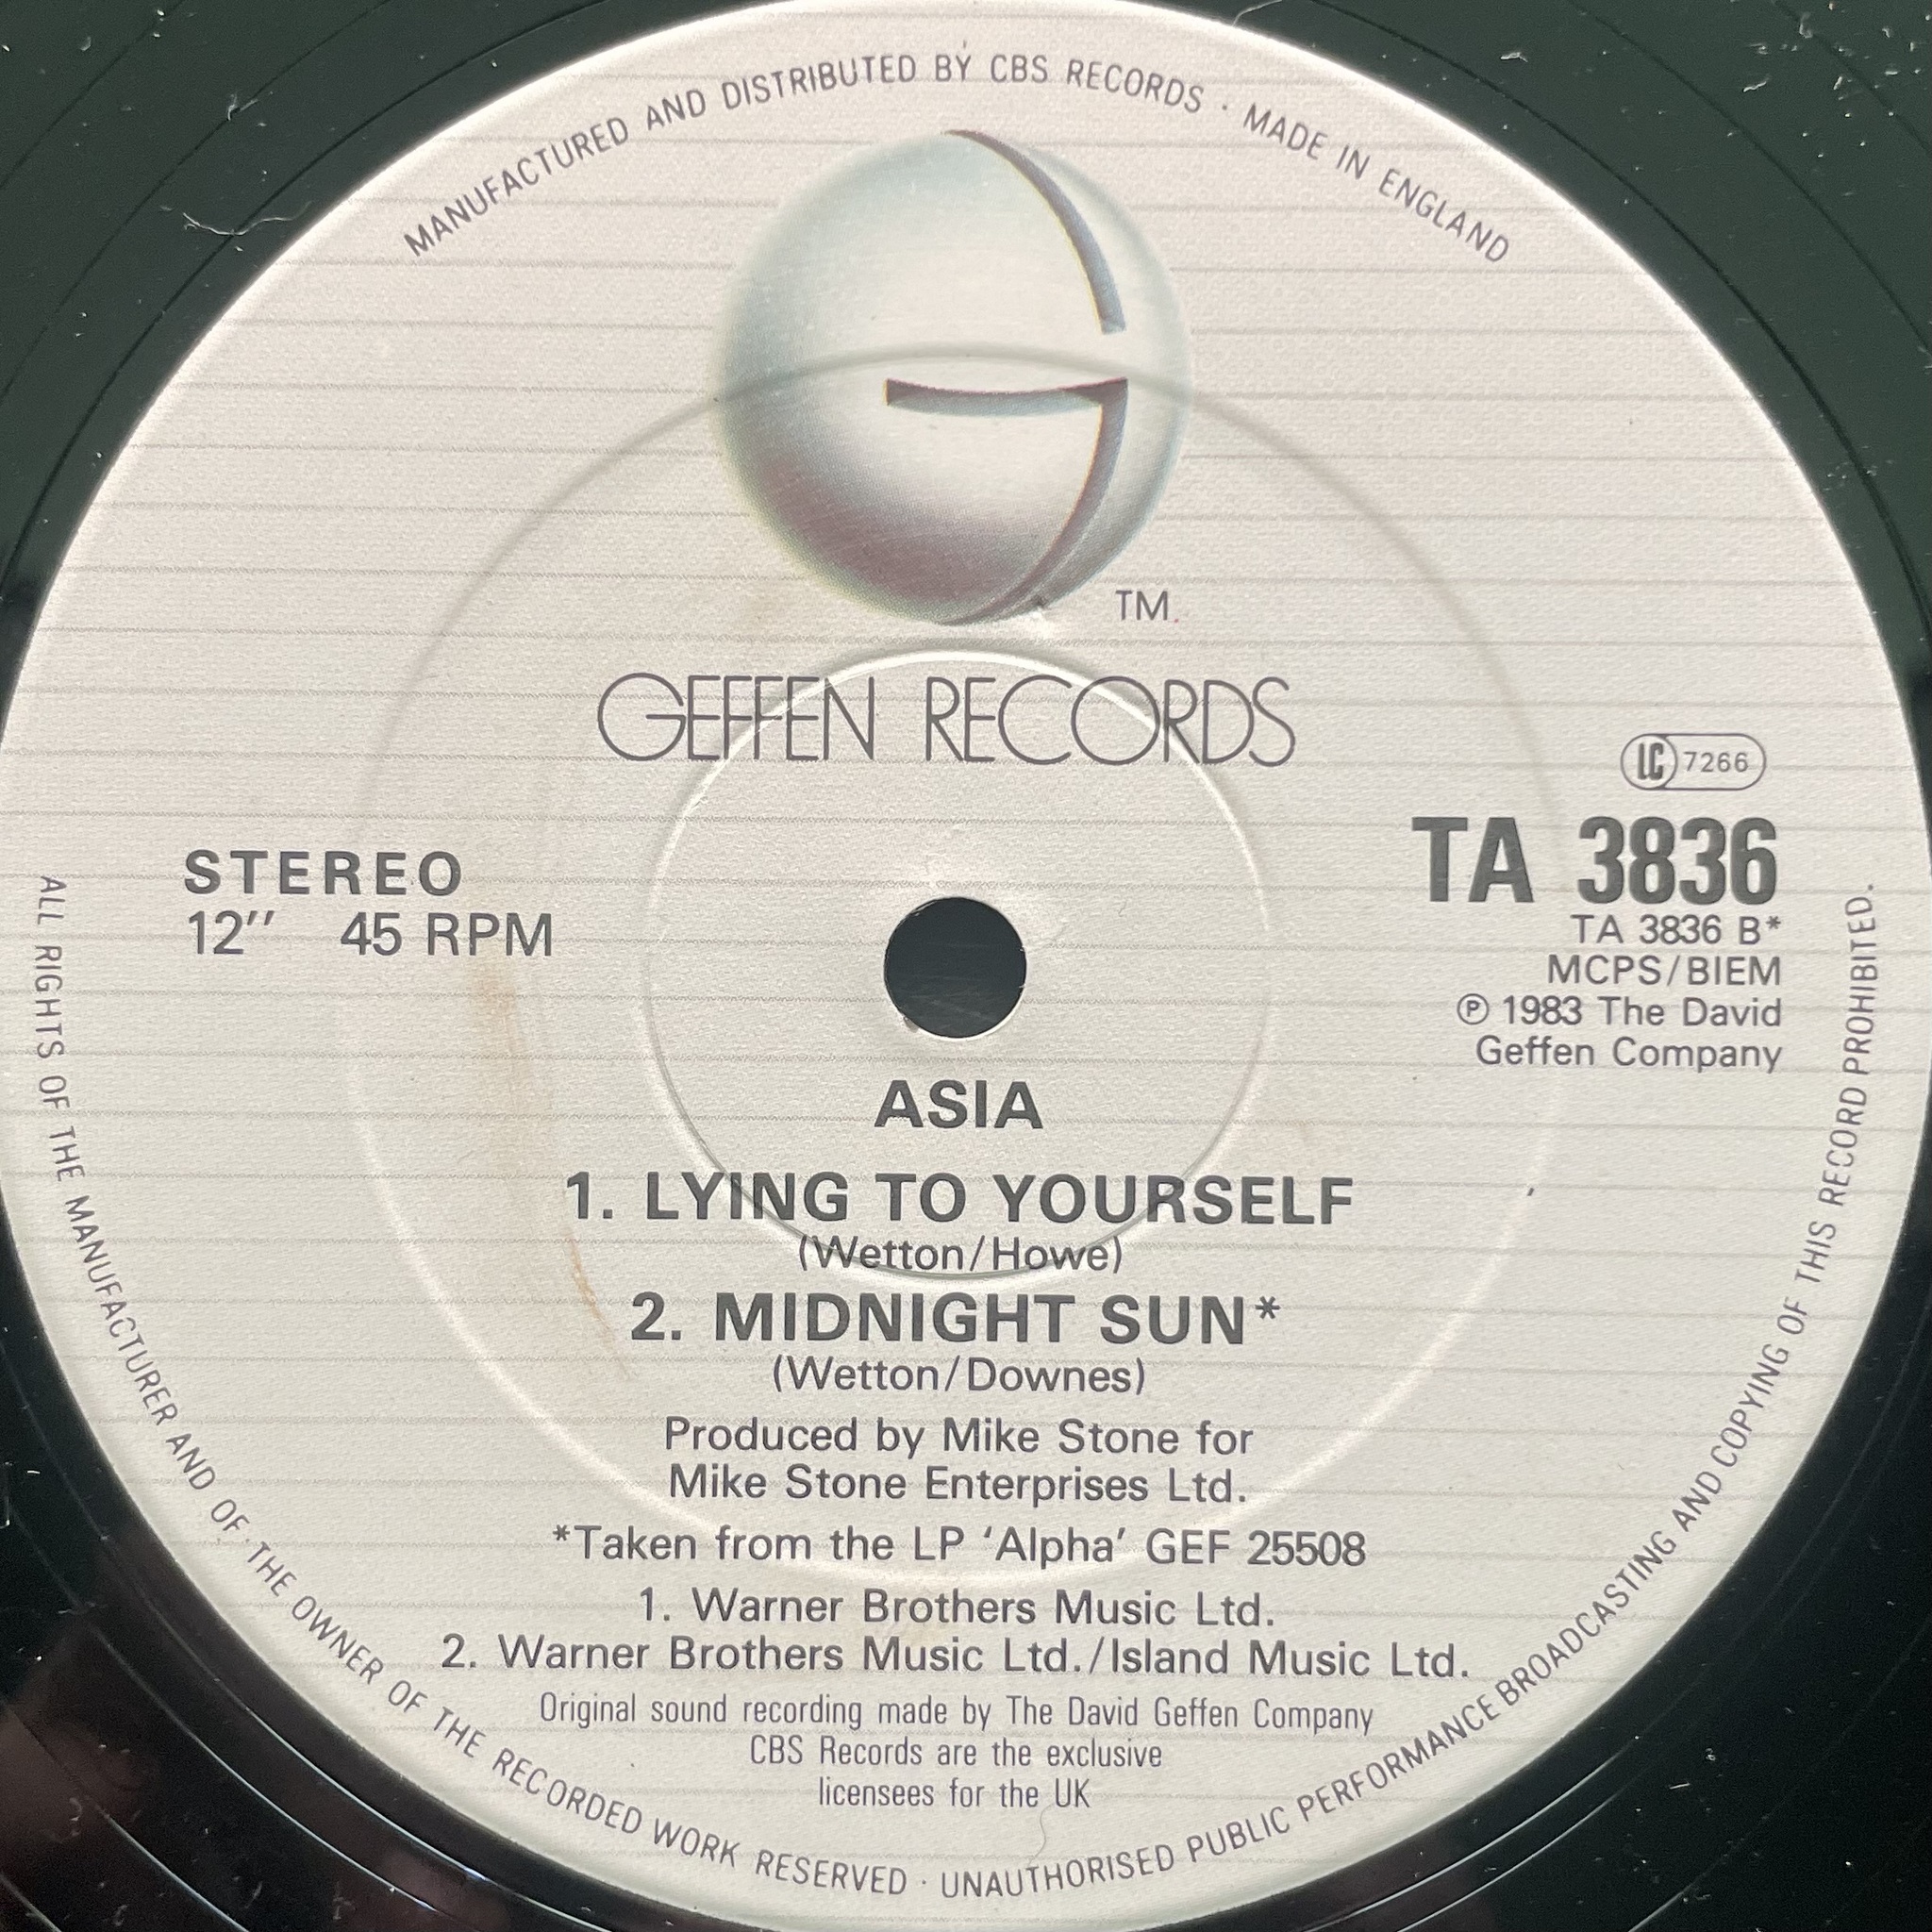 MANUFACTURED AND DISTRIBUTED BY CBS RECORDS · MADE IN ENGLAND
TM.
GEFFEN RECORDS
LC 7266
STEREO
12″ 45 RPM
TA 3836
TA 3836 B*
MCPS/BIEM
℗ 1983 The David
Geffen Company
ASIA
1. LYING TO YOURSELF
(Wetton/Howe)
2. MIDNIGHT SUN*
(Wetton/Downes)
Produced by Mike Stone for
Mike Stone Enterprises Ltd.
*Taken from the LP ‘Alpha’ GEF 25508
1. Warner Brothers Music Ltd.
2. Warner Brothers Music Ltd./Island Music Ltd.
Original sound recording made by The David Geffen Company
CBS Records are the exclusive
licensees for the UK
ALL RIGHTS OF THE MANUFACTURER AND OF THE OWNER OF THE RECORDED WORK RESERVED · UNAUTHORISED PUBLIC PERFORMANCE BROADCASTING AND COPYING OF THIS RECORD PROHIBITED.